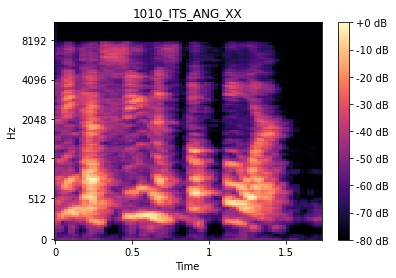 1010_ITS_ANG_XX
8192
4096
2048
1024
512
0
Hz
0
0.5
1
1.5
Time
+0 dB
-10 dB
-20 dB
-30 dB
-40 dB
-50 dB
-60 dB
-70 dB
-80 dB